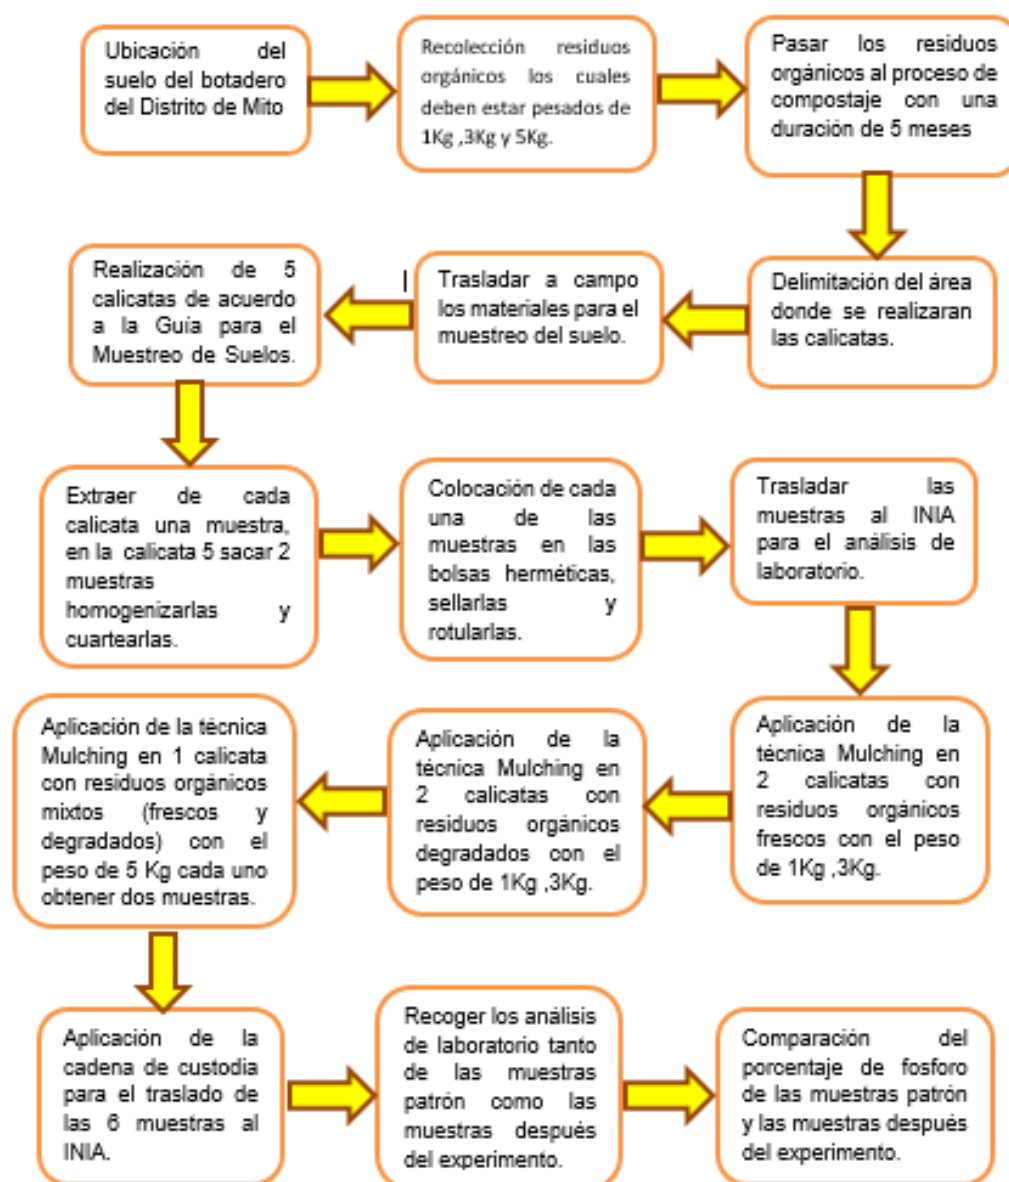 Ubicación del
suelo del botadero
del Distrito de Mito
Recolección residuos
orgánicos los cuales
deben estar pesados de
1Kg ,3Kg y 5Kg.
Pasar los residuos
orgánicos al proceso de
compostaje con una
duración de 5 meses
Delimitación del área
donde se realizaran
las calicatas.
Trasladar a campo
los materiales para el
muestreo del suelo.
Realización de 5
calicatas de acuerdo
a la Guía para el
Muestreo de Suelos.
Extraer de cada
calicata una muestra,
en la calicata 5 sacar 2
muestras
homogenizarlas y
cuartearlas.
Colocación de cada
una de las
muestras en las
bolsas herméticas,
sellarlas y
rotularlas.
Trasladar las
muestras al INIA
para el análisis de
laboratorio.
Aplicación de la
técnica Mulching en
2 calicatas con
residuos orgánicos
frescos con el peso
de 1Kg ,3Kg.
Aplicación de la
técnica Mulching en
2 calicatas con
residuos orgánicos
degradados con el
peso de 1Kg ,3Kg.
Aplicación de la técnica
Mulching en 1 calicata
con residuos orgánicos
mixtos (frescos y
degradados) con el
peso de 5 Kg cada uno
obtener dos muestras.
Aplicación de la
cadena de custodia
para el traslado de
las 6 muestras al
INIA.
Recoger los análisis
de laboratorio tanto
de las muestras
patrón como las
muestras después
del experimento.
Comparación del
porcentaje de fosforo
de las muestras patrón
y las muestras después
del experimento.